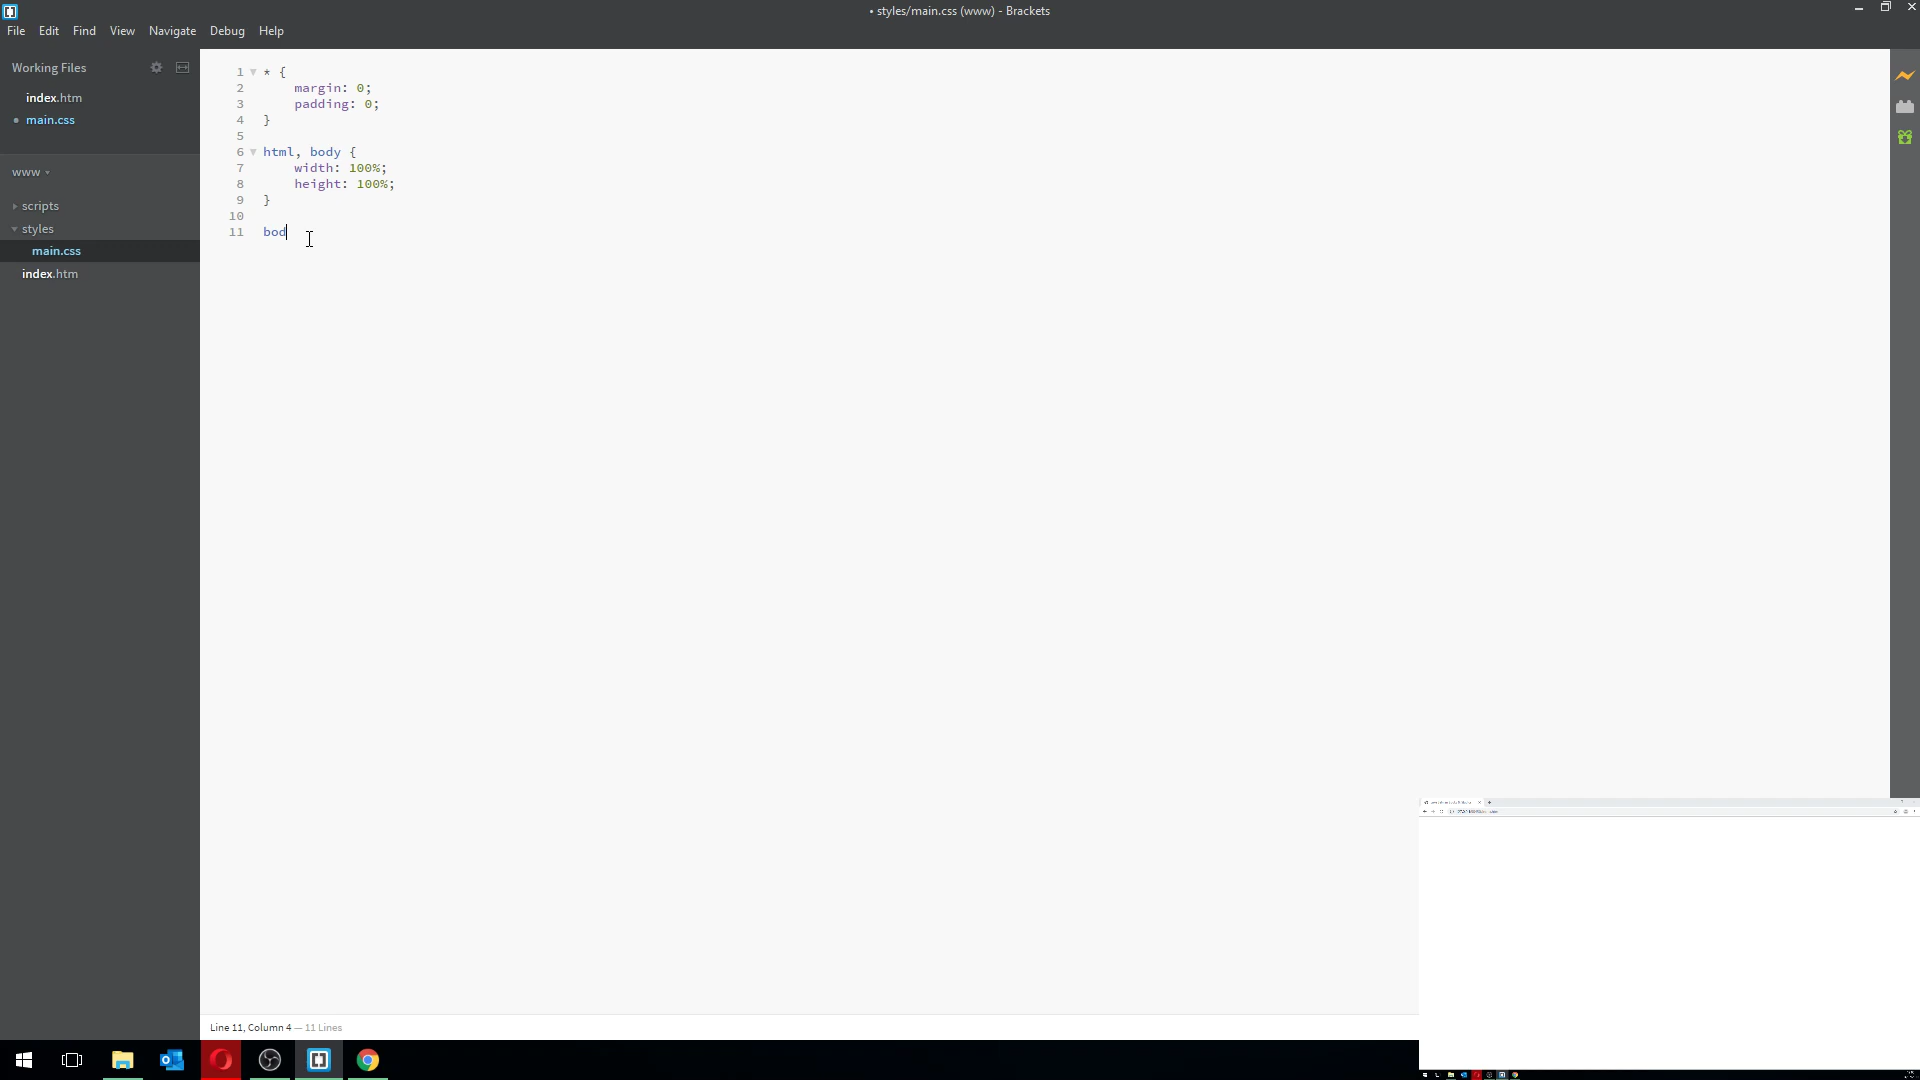 • styles/main.css (www) - Brackets
File Edit Find View Navigate Debug Help
Working Files
index.htm
• main.css
www
scripts
styles
main.css
index.htm
1 * {
2 margin: 0;
3 padding: 0;
4 }
5
6 html, body {
7 width: 100%;
8 height: 100%;
9 }
10
11 bod
Line 11, Column 4 — 11 Lines